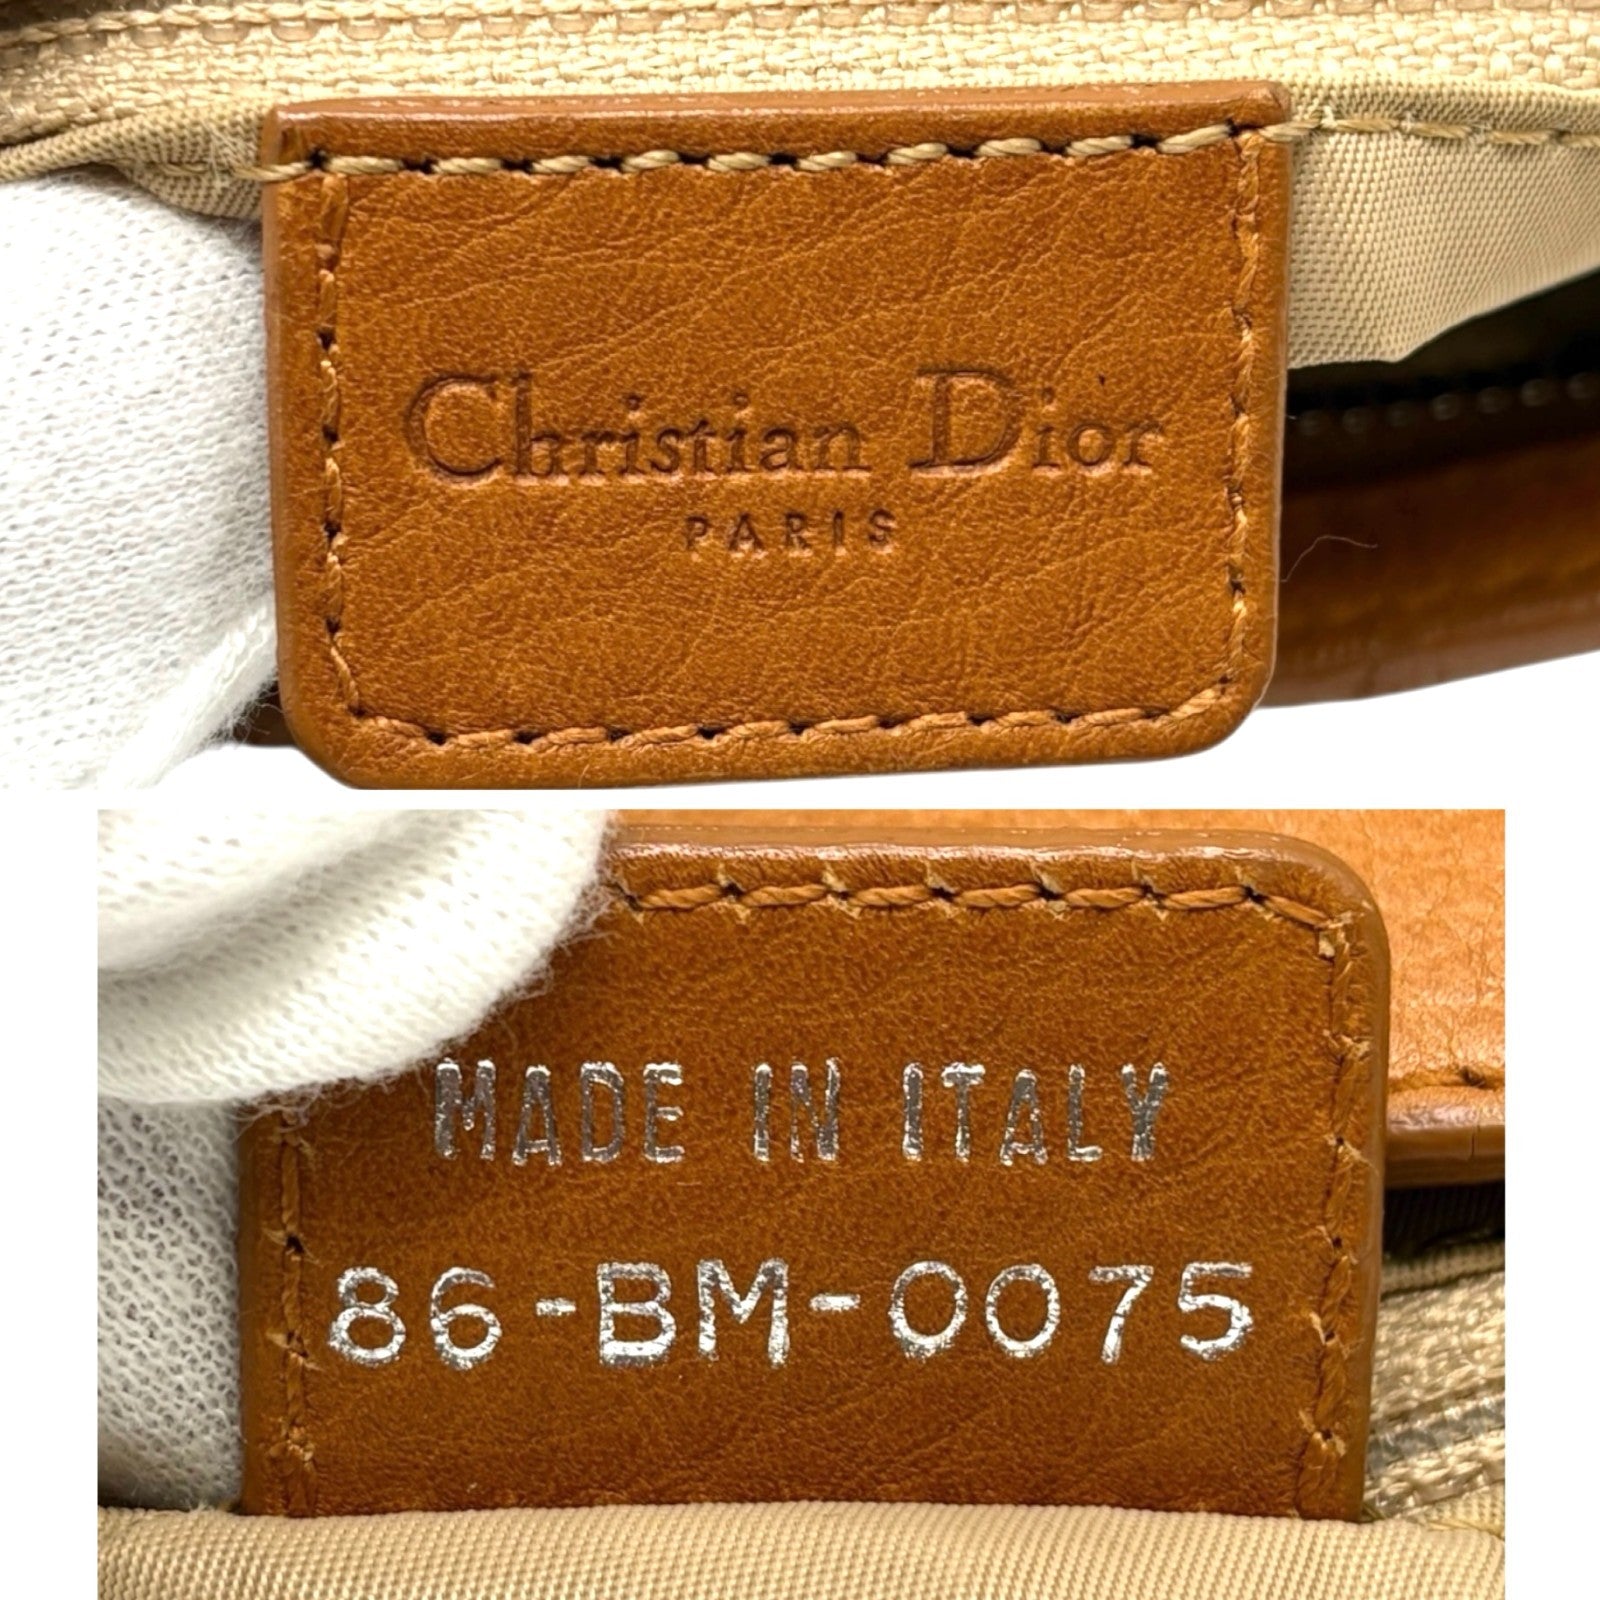 Christian Dior
PARIS
MADE IN ITALY
86-BM-0075